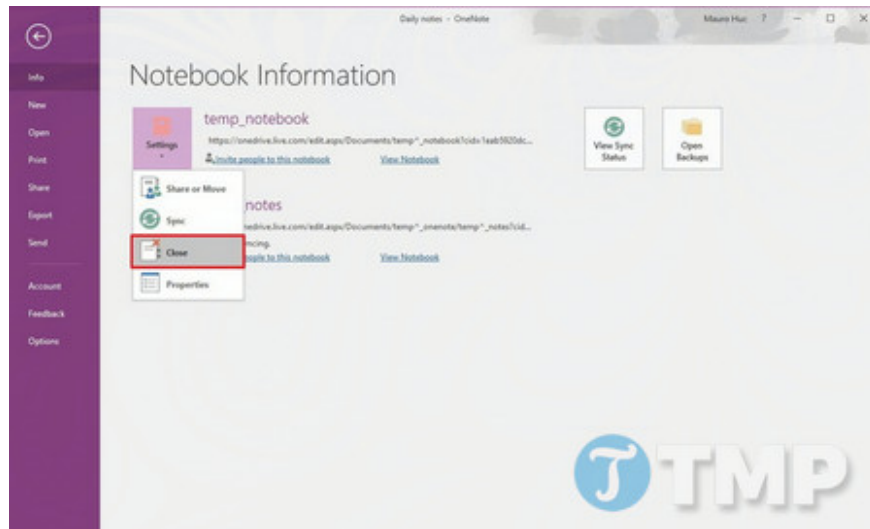 Daily notes - OneNote
Mauro Huc ?
Info
New
Open
Print
Share
Export
Send
Account
Feedback
Options
Notebook Information
Settings
temp_notebook
https://onedrive.live.com/edit.aspx/Documents/temp^_notebook?cid=1eab5920dc...
Invite people to this notebook View Notebook
Share or Move
Sync
Close
Properties
notes
nedrive.live.com/edit.aspx/Documents/temp^_onenote/temp^_notes?cid...
ncing.
ople to this notebook View Notebook
View Sync
Status
Open
Backups
TMP